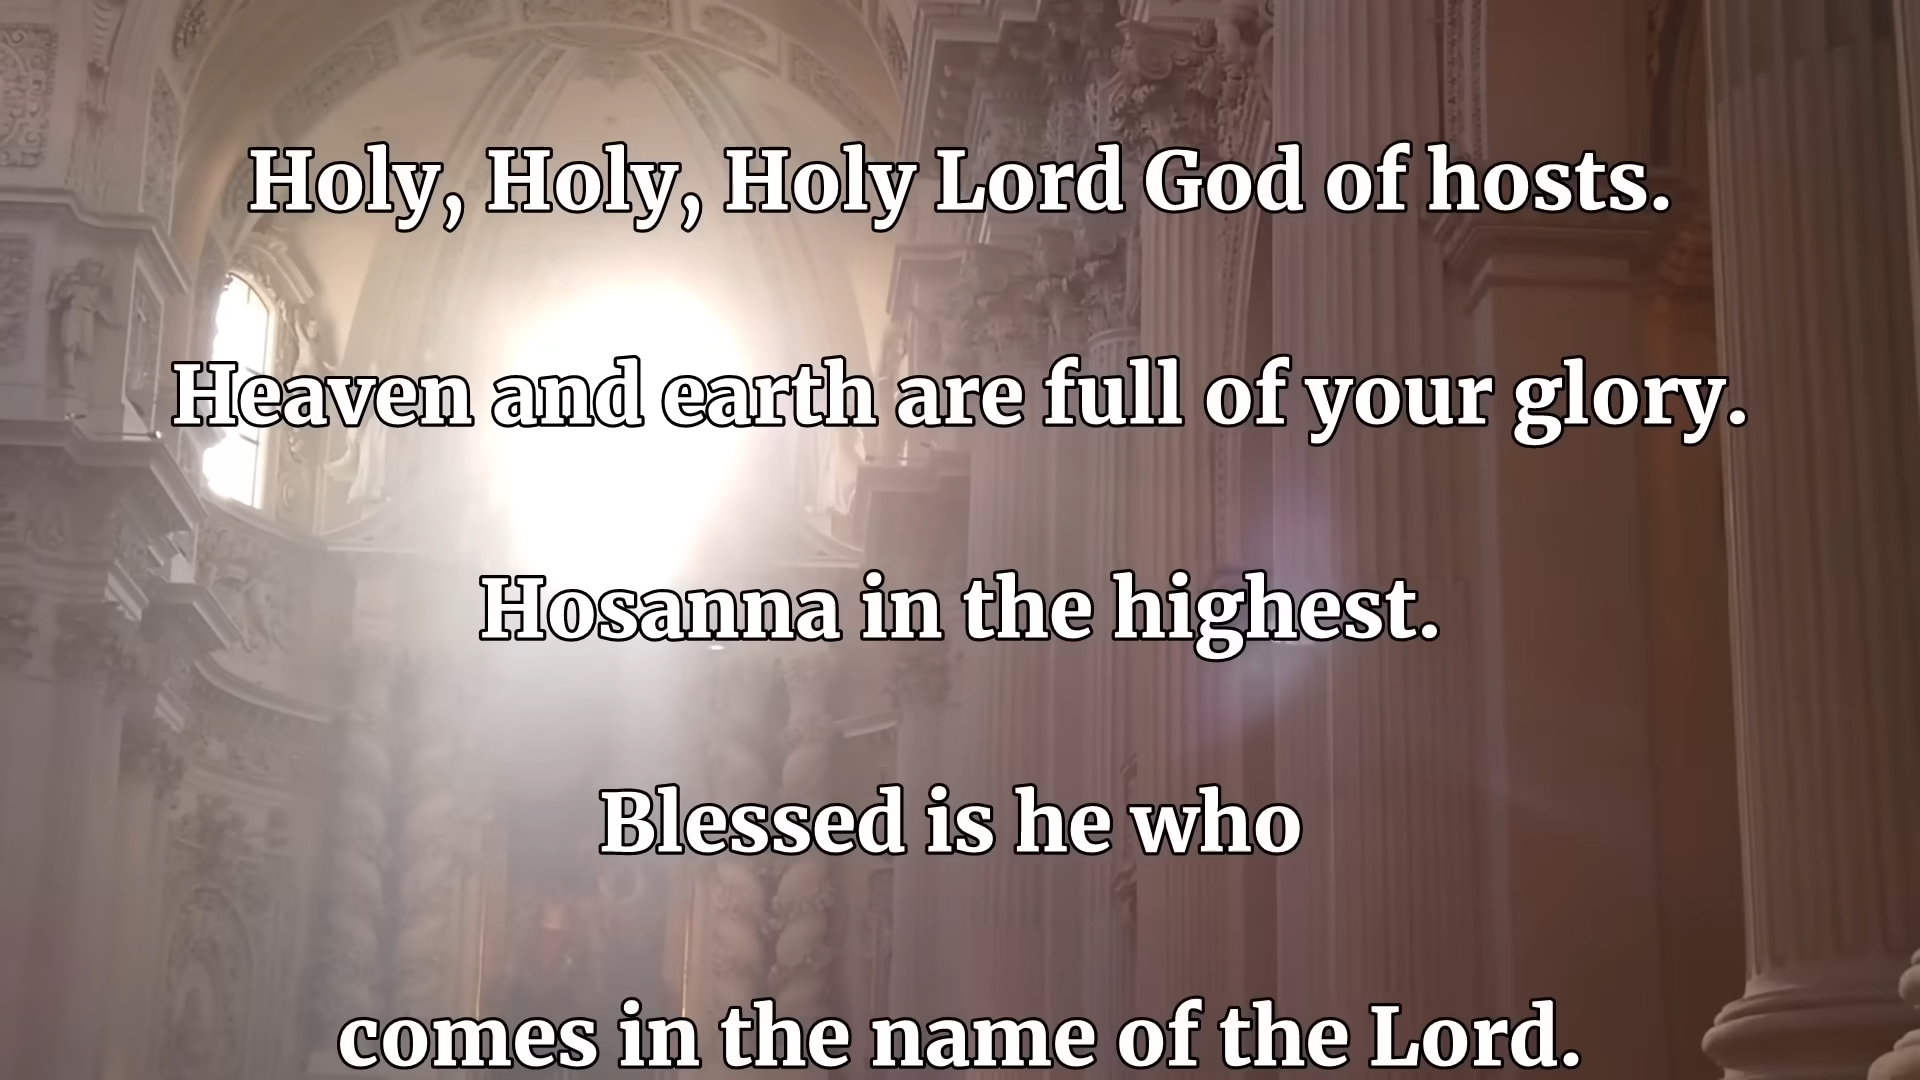 Holy, Holy, Holy Lord God of hosts.
Heaven and earth are full of your glory.
Hosanna in the highest.
Blessed is he who
comes in the name of the Lord.